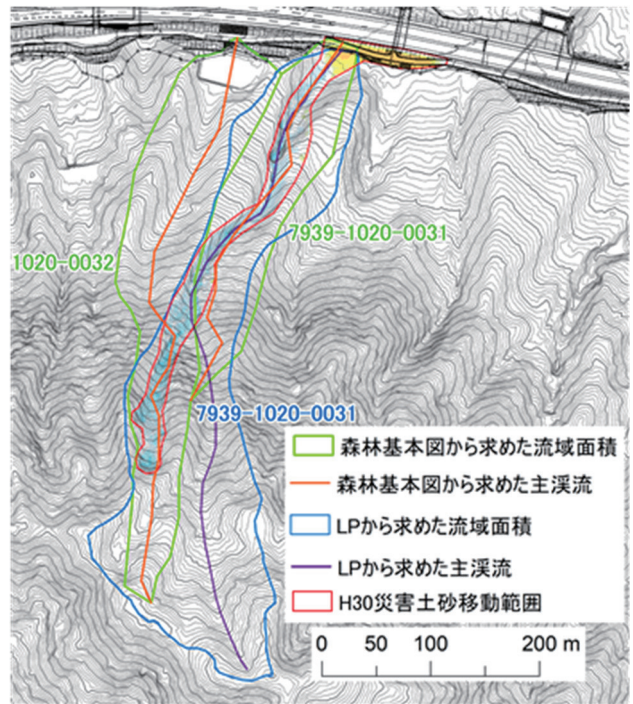 7939-1020-0031
1020-0032
7939-1020-0031
森林基本図から求めた流域面積
森林基本図から求めた主渓流
LPから求めた流域面積
LPから求めた主渓流
H30災害土砂移動範囲
0 50 100 200 m